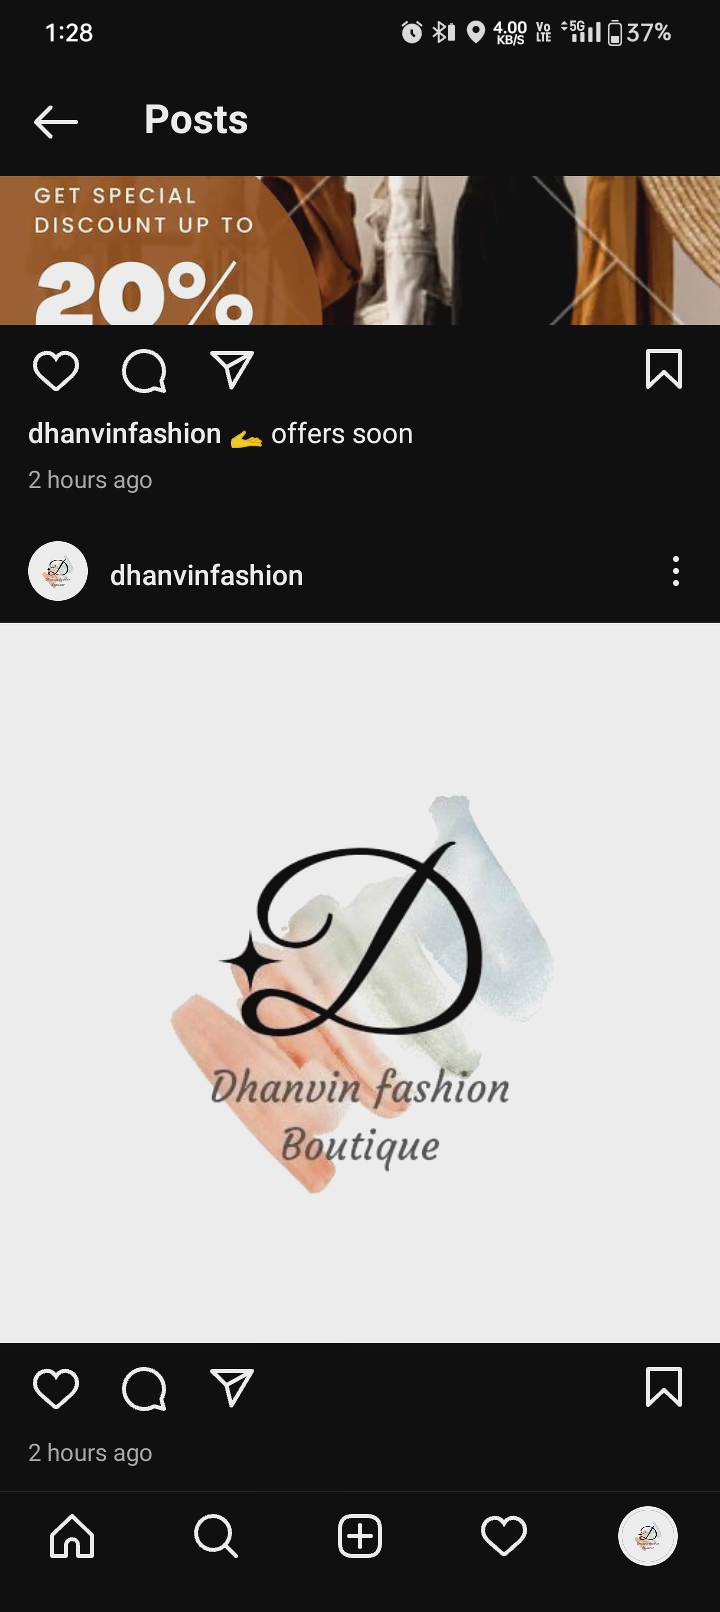 1:28
4.00
KB/S
Vo
LTE
5G
37%
Posts
GET SPECIAL
DISCOUNT UP TO
20%
dhanvinfashion 🫴 offers soon
2 hours ago
dhanvinfashion
D
Dhanvin fashion
Boutique
2 hours ago